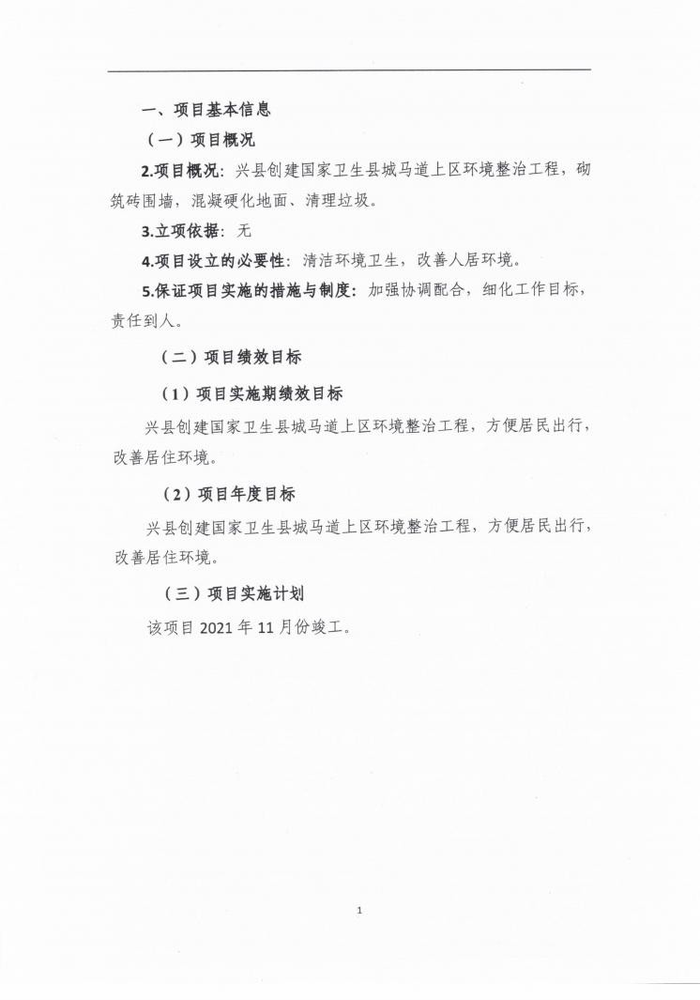 一、项目基本信息
（一）项目概况
2.项目概况：兴县创建国家卫生县城马道上区环境整治工程，砌
筑砖围墙，混凝硬化地面、清理垃圾。
3.立项依据：无
4.项目设立的必要性：清洁环境卫生，改善人居环境。
5.保证项目实施的措施与制度：加强协调配合，细化工作目标，
责任到人。
（二）项目绩效目标
（1）项目实施期绩效目标
兴县创建国家卫生县城马道上区环境整治工程，方便居民出行，
改善居住环境。
（2）项目年度目标
兴县创建国家卫生县城马道上区环境整治工程，方便居民出行，
改善居住环境。
（三）项目实施计划
该项目 2021 年 11 月份竣工。
1